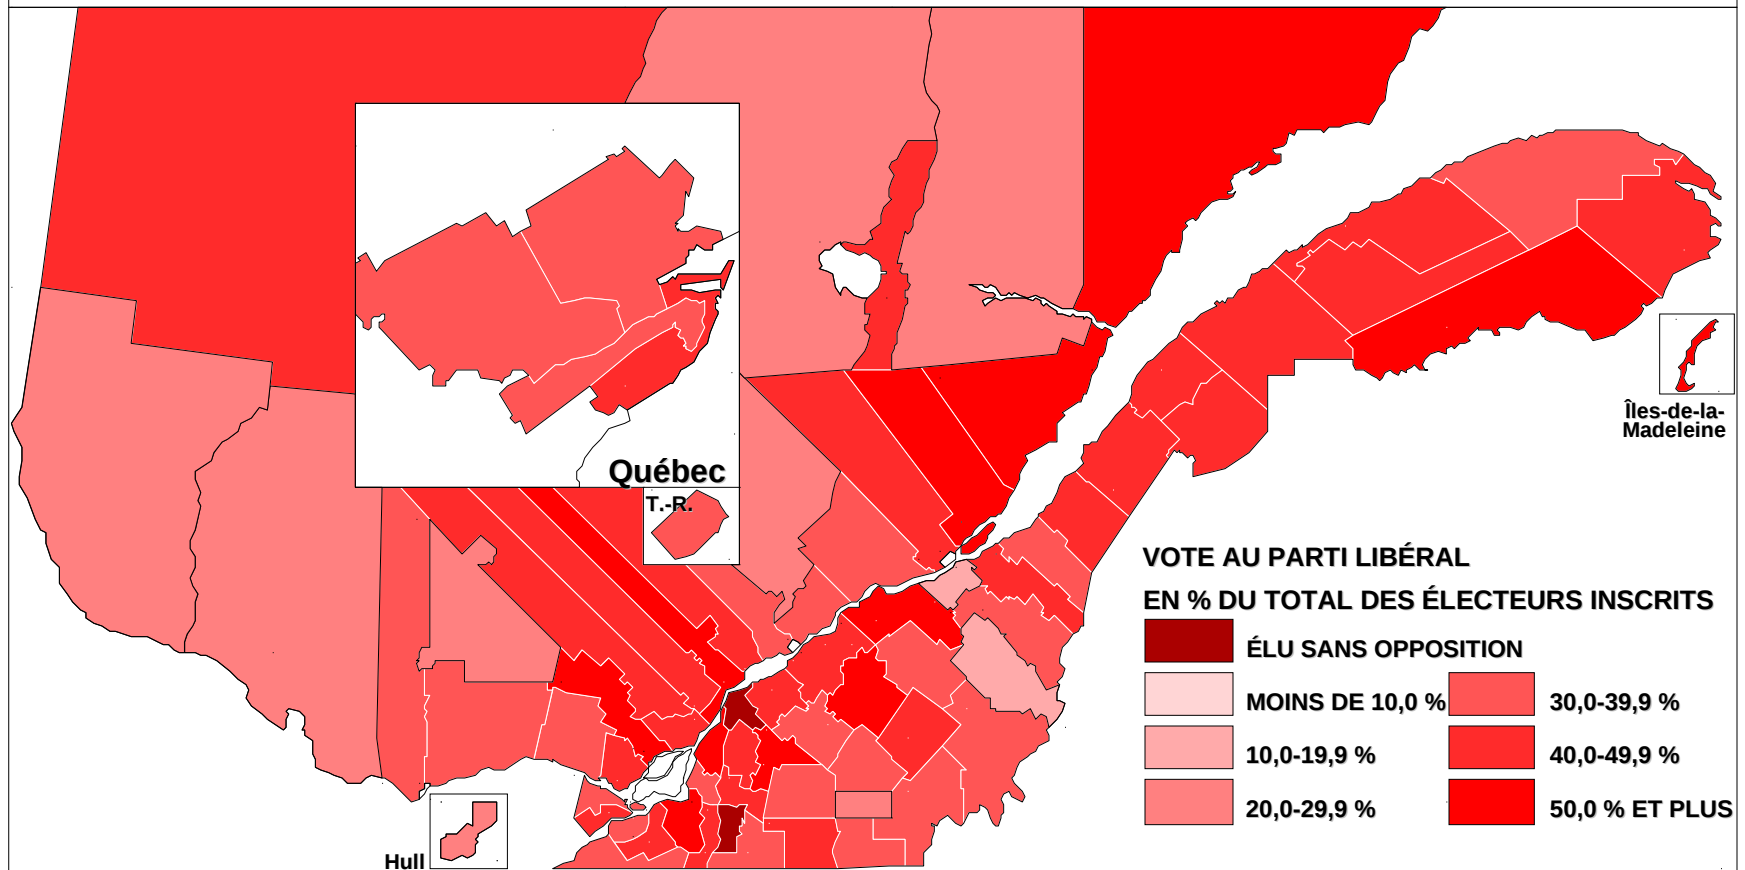 Québec
T.-R.
Îles-de-la-
Madeleine
Hull
VOTE AU PARTI LIBÉRAL
EN % DU TOTAL DES ÉLECTEURS INSCRITS
ÉLU SANS OPPOSITION
MOINS DE 10,0 %
10,0-19,9 %
20,0-29,9 %
30,0-39,9 %
40,0-49,9 %
50,0 % ET PLUS